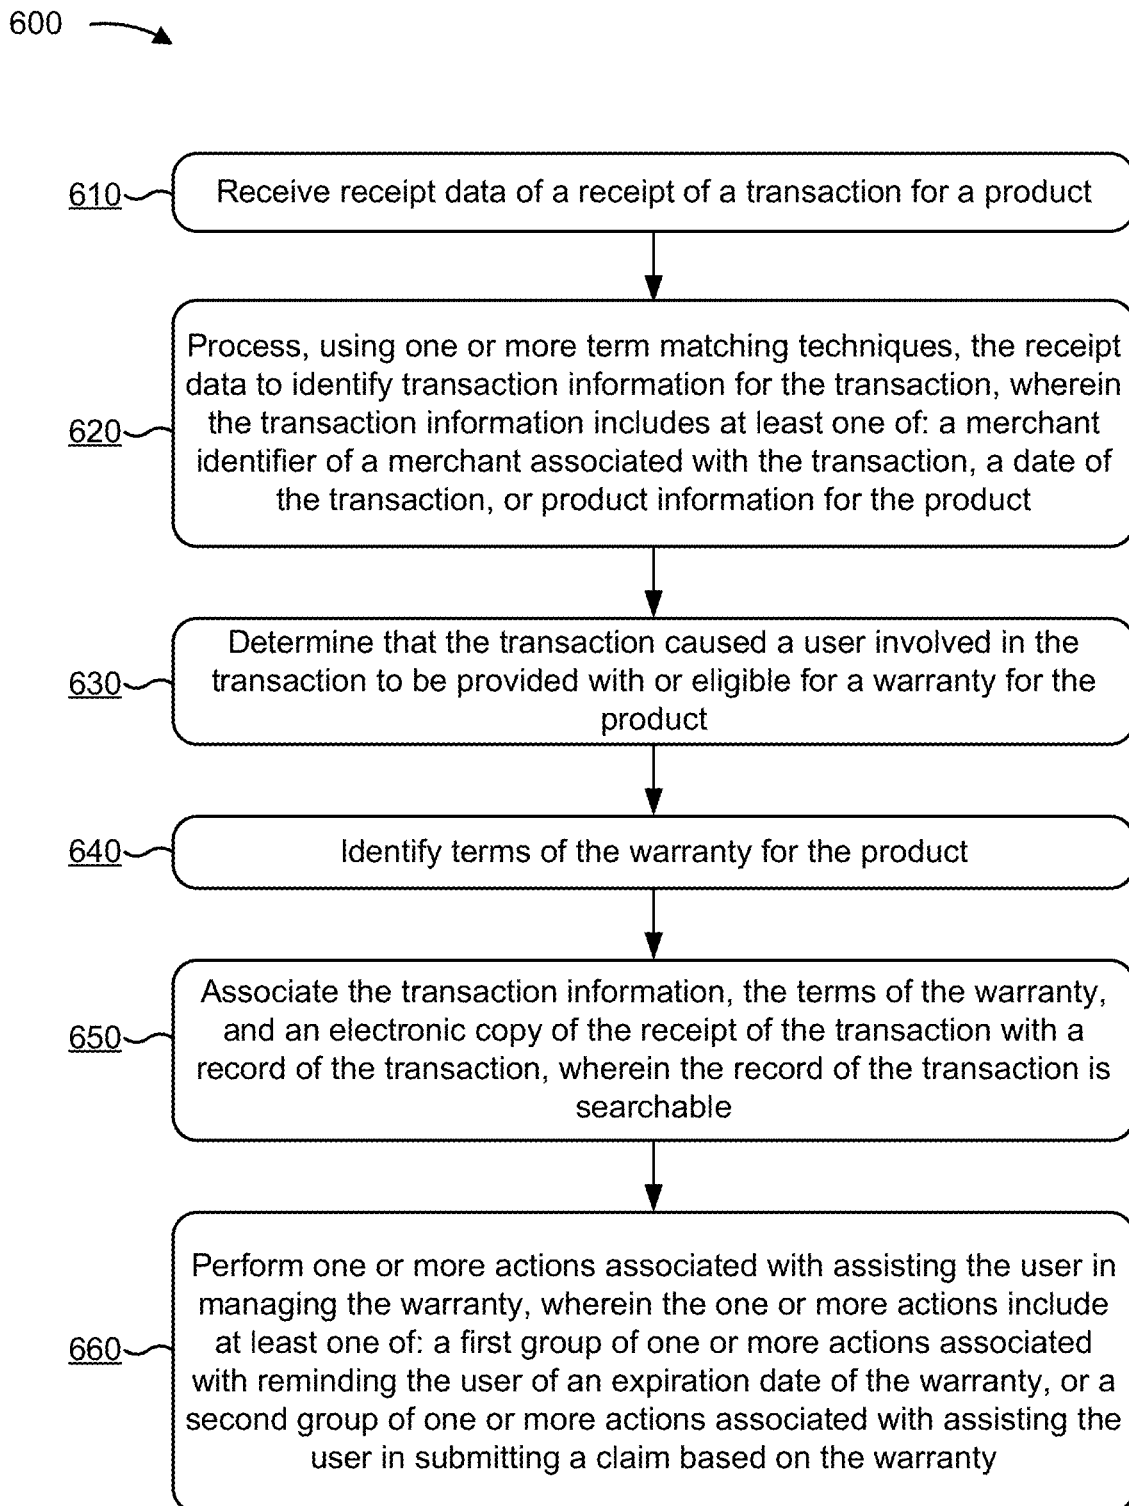 600
610
Receive receipt data of a receipt of a transaction for a product
620
Process, using one or more term matching techniques, the receipt
data to identify transaction information for the transaction, wherein
the transaction information includes at least one of: a merchant
identifier of a merchant associated with the transaction, a date of
the transaction, or product information for the product
630
Determine that the transaction caused a user involved in the
transaction to be provided with or eligible for a warranty for the
product
640
Identify terms of the warranty for the product
650
Associate the transaction information, the terms of the warranty,
and an electronic copy of the receipt of the transaction with a
record of the transaction, wherein the record of the transaction is
searchable
660
Perform one or more actions associated with assisting the user in
managing the warranty, wherein the one or more actions include
at least one of: a first group of one or more actions associated
with reminding the user of an expiration date of the warranty, or a
second group of one or more actions associated with assisting the
user in submitting a claim based on the warranty